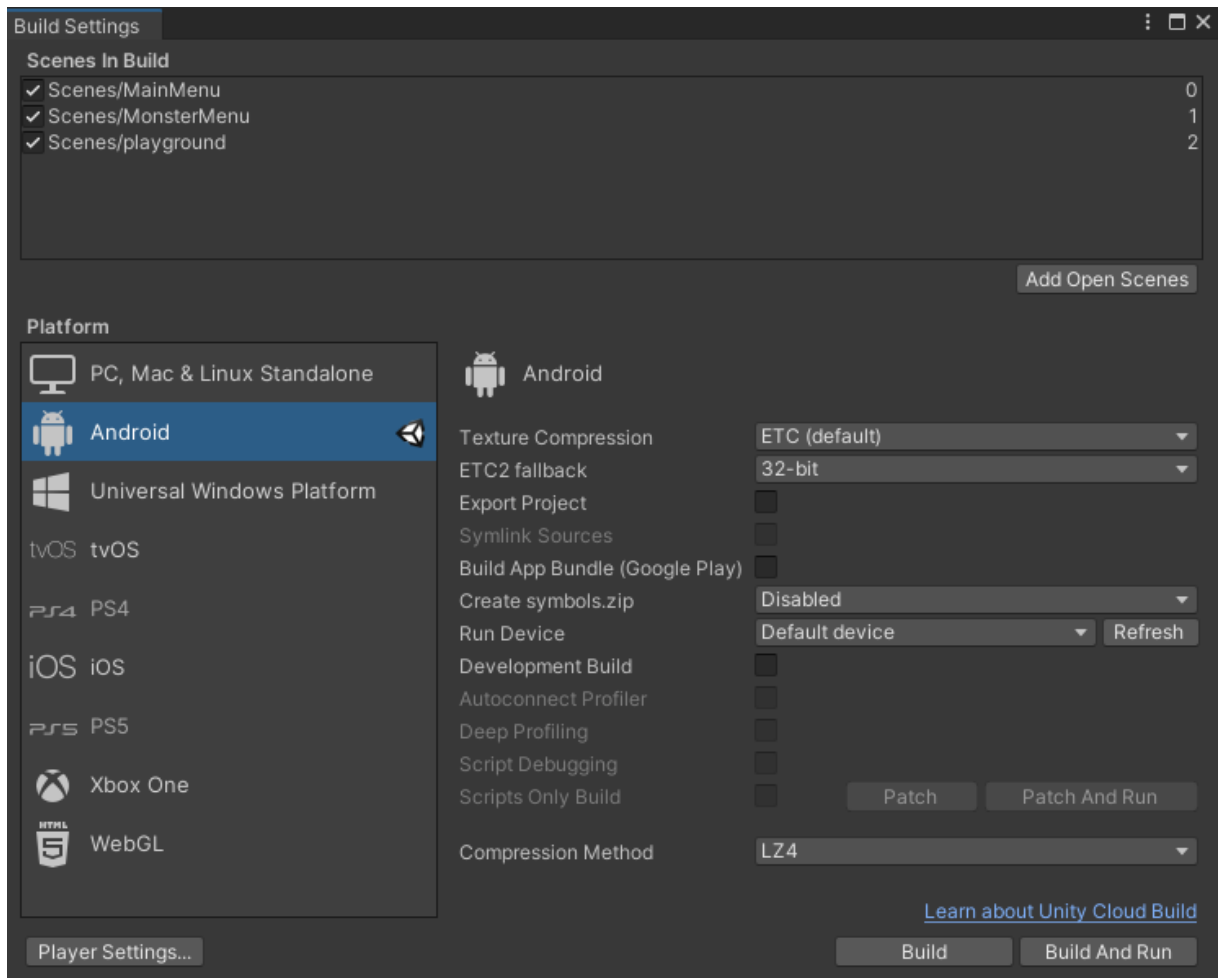 Build Settings
Scenes In Build
Scenes/MainMenu 0
Scenes/MonsterMenu 1
Scenes/playground 2
Add Open Scenes
Platform
PC, Mac & Linux Standalone
Android
Universal Windows Platform
tvOS tvOS
PS4 PS4
iOS iOS
PS5 PS5
Xbox One
HTML 5 WebGL
Android
Texture Compression ETC (default)
ETC2 fallback 32-bit
Export Project
Symlink Sources
Build App Bundle (Google Play)
Create symbols.zip Disabled
Run Device Default device Refresh
Development Build
Autoconnect Profiler
Deep Profiling
Script Debugging
Scripts Only Build Patch Patch And Run
Compression Method LZ4
Learn about Unity Cloud Build
Player Settings... Build Build And Run